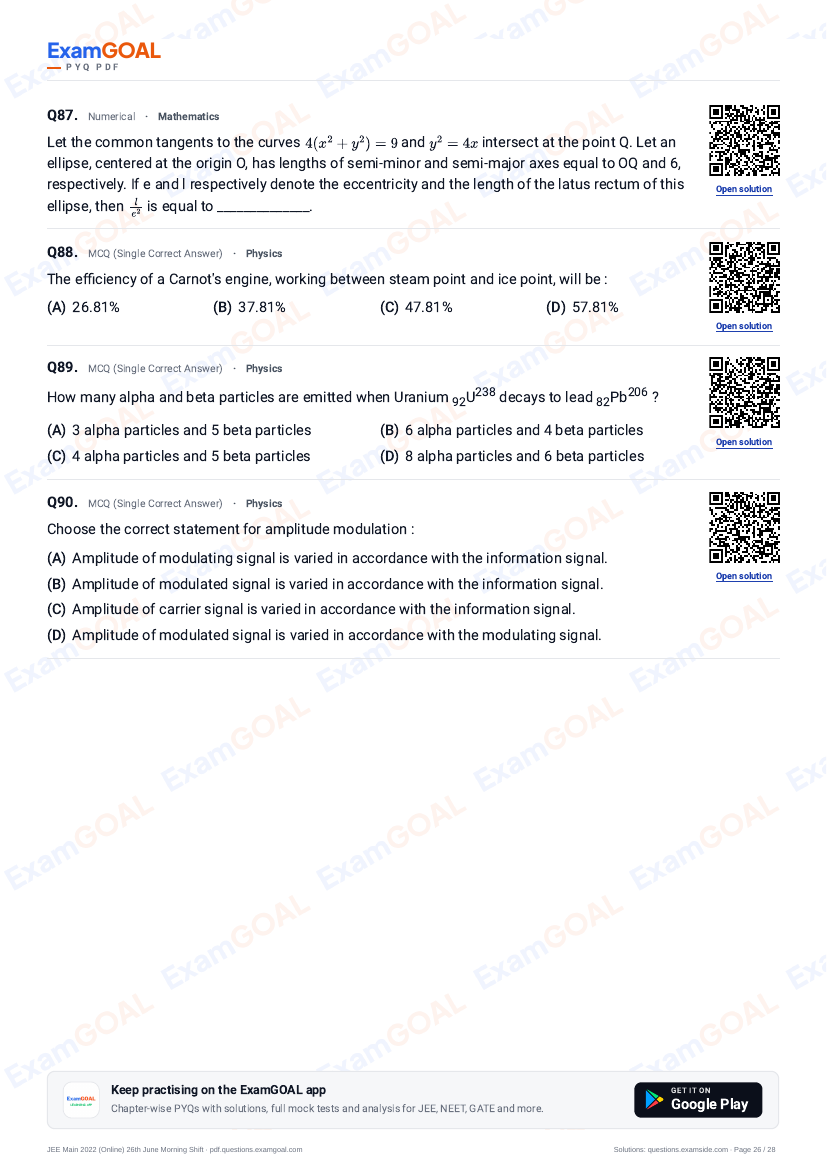 ExamGOAL
PYQ PDF
Q87. Numerical · Mathematics
Let the common tangents to the curves 4(x² + y²) = 9 and y² = 4x intersect at the point Q. Let an
ellipse, centered at the origin O, has lengths of semi-minor and semi-major axes equal to OQ and 6,
respectively. If e and l respectively denote the eccentricity and the length of the latus rectum of this
ellipse, then l/e² is equal to ______________.
Open solution
Q88. MCQ (Single Correct Answer) · Physics
The efficiency of a Carnot's engine, working between steam point and ice point, will be :
(A) 26.81% (B) 37.81% (C) 47.81% (D) 57.81%
Open solution
Q89. MCQ (Single Correct Answer) · Physics
How many alpha and beta particles are emitted when Uranium ₉₂U²³⁸ decays to lead ₈₂Pb²⁰⁶ ?
(A) 3 alpha particles and 5 beta particles (B) 6 alpha particles and 4 beta particles
(C) 4 alpha particles and 5 beta particles (D) 8 alpha particles and 6 beta particles
Open solution
Q90. MCQ (Single Correct Answer) · Physics
Choose the correct statement for amplitude modulation :
(A) Amplitude of modulating signal is varied in accordance with the information signal.
(B) Amplitude of modulated signal is varied in accordance with the information signal.
(C) Amplitude of carrier signal is varied in accordance with the information signal.
(D) Amplitude of modulated signal is varied in accordance with the modulating signal.
Open solution
Keep practising on the ExamGOAL app
Chapter-wise PYQs with solutions, full mock tests and analysis for JEE, NEET, GATE and more.
GET IT ON
Google Play
JEE Main 2022 (Online) 26th June Morning Shift · pdf.questions.examgoal.com
Solutions: questions.examside.com · Page 26 / 28